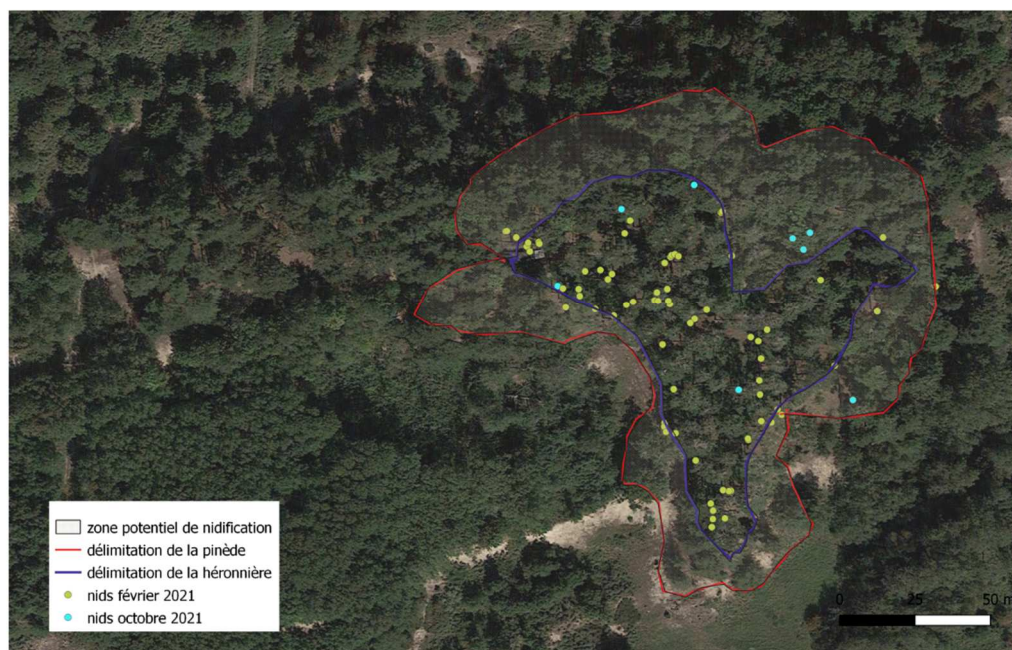 zone potentiel de nidification
délimitation de la pinède
délimitation de la héronnière
nids février 2021
nids octobre 2021
0 25 50 m